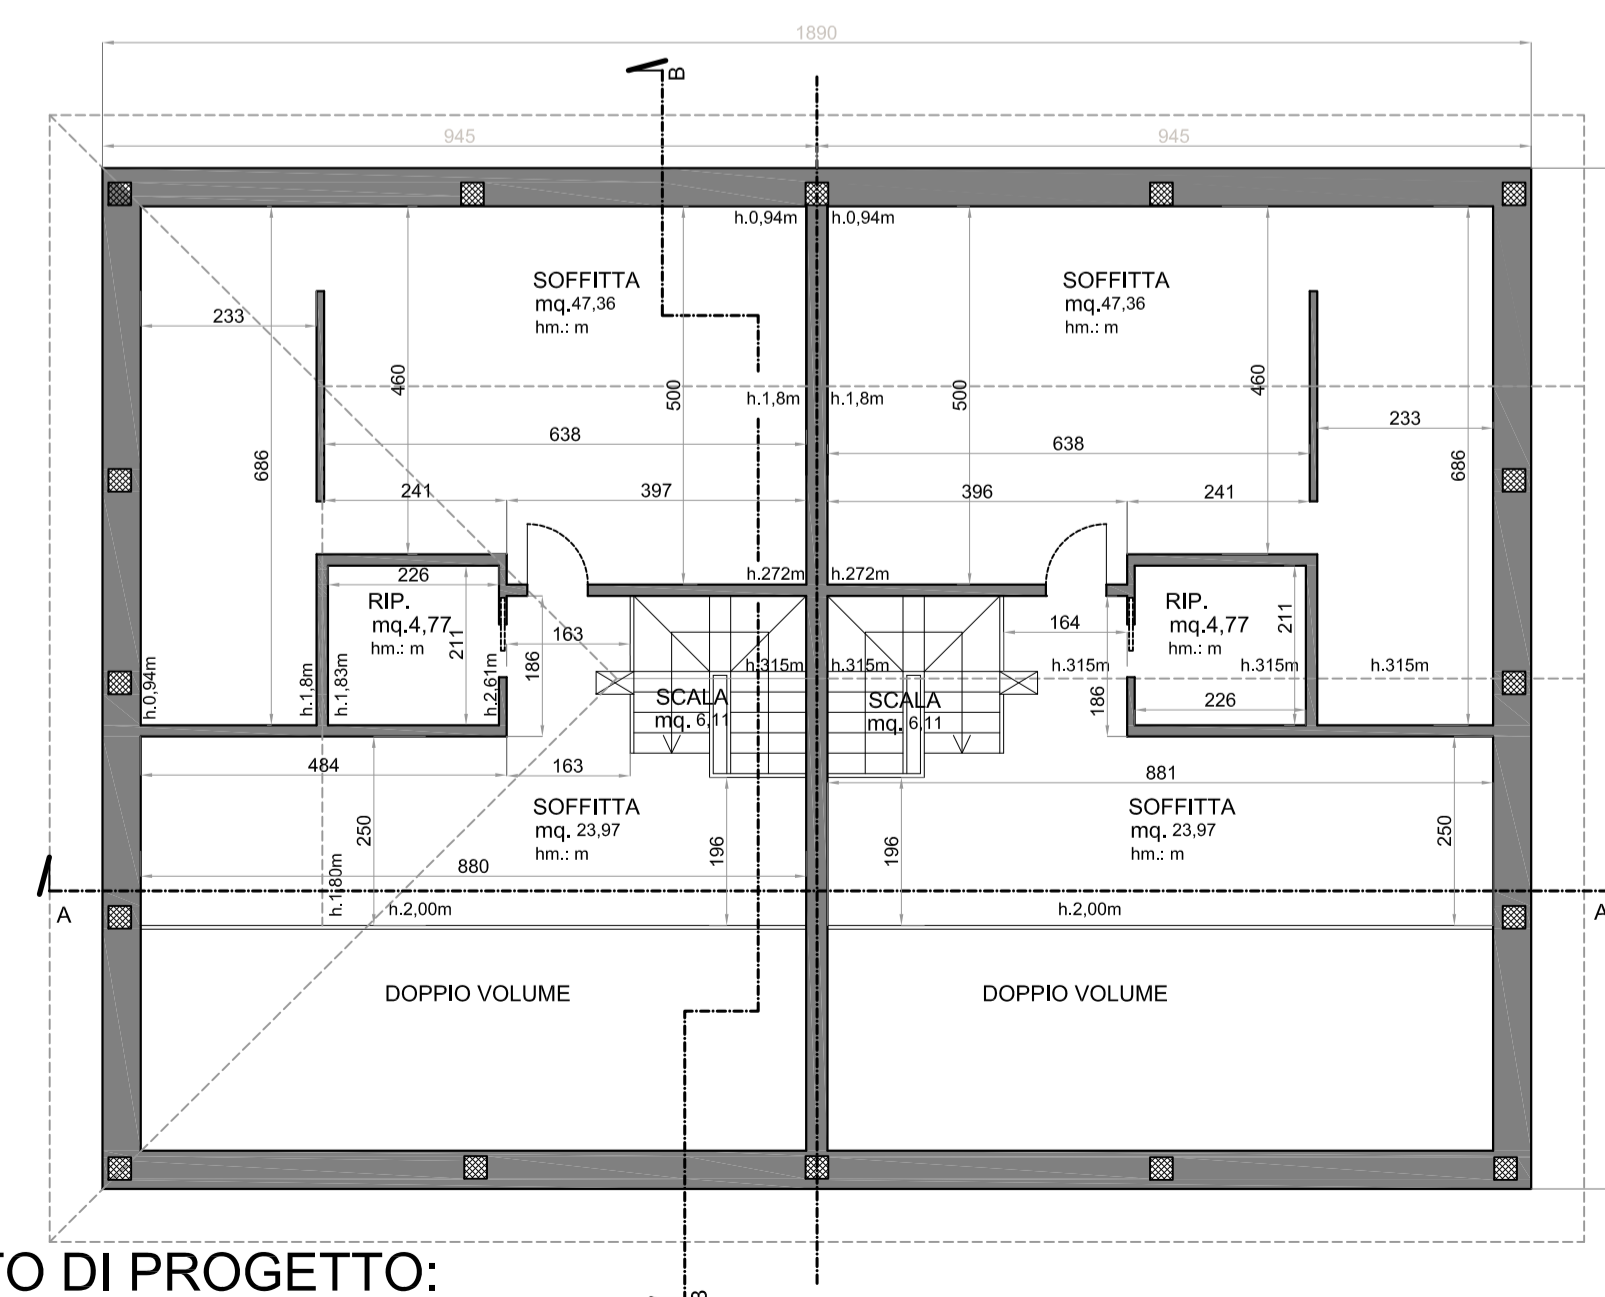 1890
B
945
945
h.0,94m
h.0,94m
SOFFITTA
mq.47,36
hm.: m
SOFFITTA
mq.47,36
hm.: m
233
460
500
h.1,8m
h.1,8m
500
460
233
638
638
686
686
241
397
396
241
h.272m
h.272m
226
RIP.
mq.4,77
hm.: m
211
163
186
164
RIP.
mq.4,77
hm.: m
211
h.0,94m
h.1,8m
h.1,83m
h.2,61m
h.315m
h.315m
h.315m
h.315m
h.315m
SCALA
mq. 6,11
SCALA
mq. 6,11
186
226
484
163
881
SOFFITTA
mq. 23,97
hm.: m
SOFFITTA
mq. 23,97
hm.: m
250
196
196
250
880
h.180m
h.2,00m
h.2,00m
A
A
DOPPIO VOLUME
DOPPIO VOLUME
TO DI PROGETTO:
B